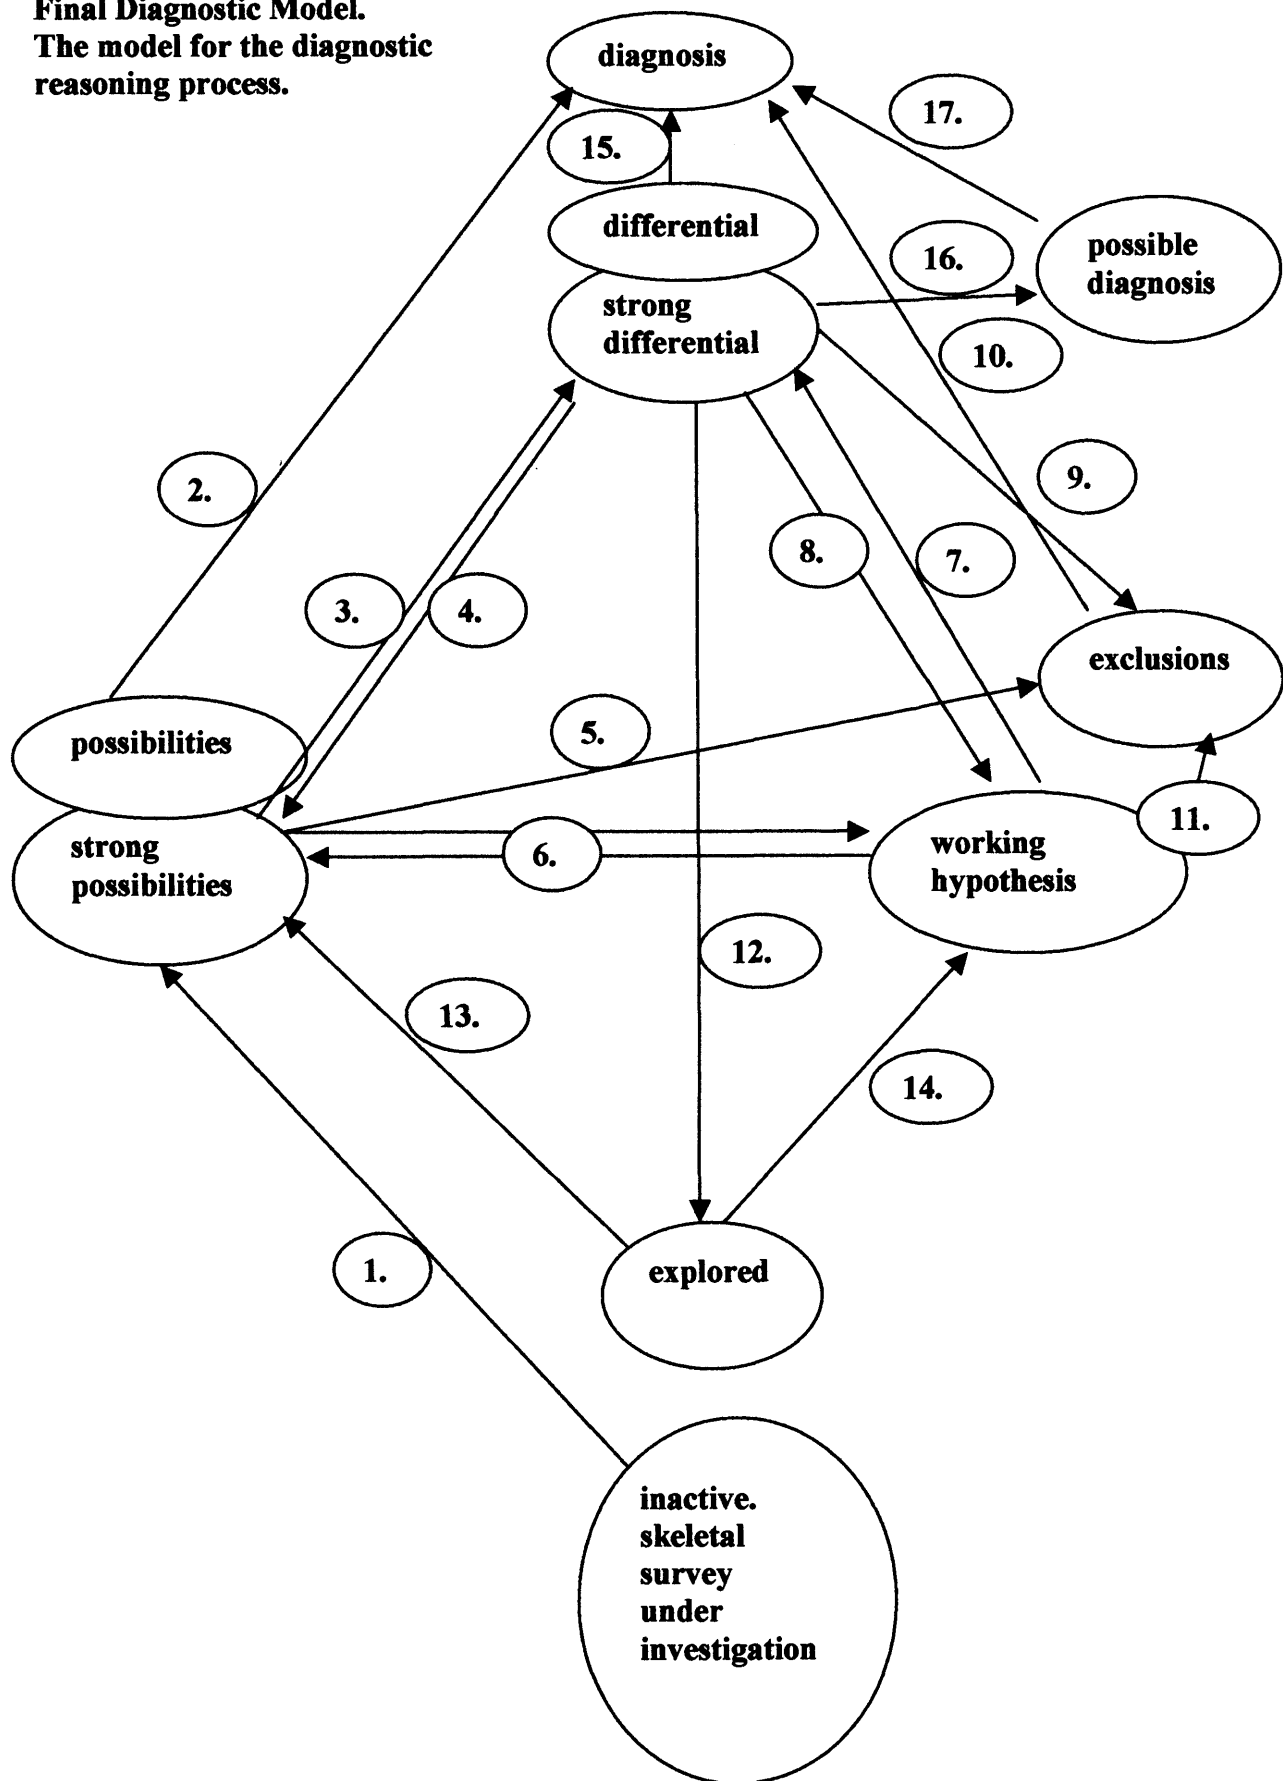 Final Diagnostic Model.
The model for the diagnostic
reasoning process.
diagnosis
17.
15.
differential
possible
diagnosis
16.
strong
differential
10.
2.
9.
8.
7.
3.
4.
exclusions
5.
possibilities
11.
strong
possibilities
6.
working
hypothesis
12.
13.
14.
1.
explored
inactive.
skeletal
survey
under
investigation